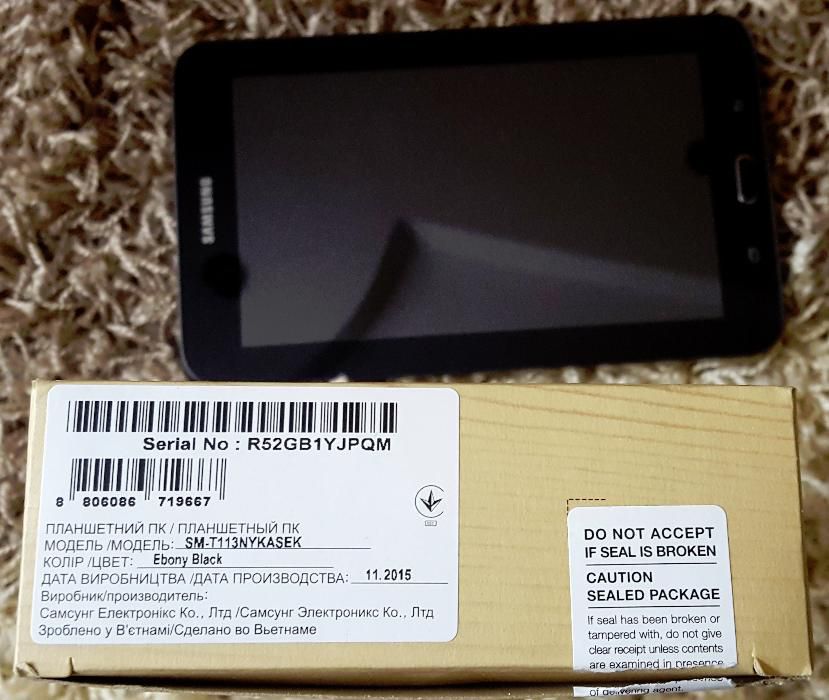 SAMSUNG
Serial No : R52GB1YJPQM
8 806086 719667
ПЛАНШЕТНИЙ ПК / ПЛАНШЕТНЫЙ ПК
МОДЕЛЬ /МОДЕЛЬ: SM-T113NYKASEK
КОЛІР /ЦВЕТ: Ebony Black
ДАТА ВИРОБНИЦТВА /ДАТА ПРОИЗВОДСТВА: 11.2015
Виробник/производитель:
Самсунг Електронікс Ко., Лтд /Самсунг Электроникс Ко., Лтд
Зроблено у В'єтнамі/Сделано во Вьетнаме
DO NOT ACCEPT
IF SEAL IS BROKEN
CAUTION
SEALED PACKAGE
If seal has been broken or
tampered with, do not give
clear receipt unless contents
are examined in presence
of delivering agent.